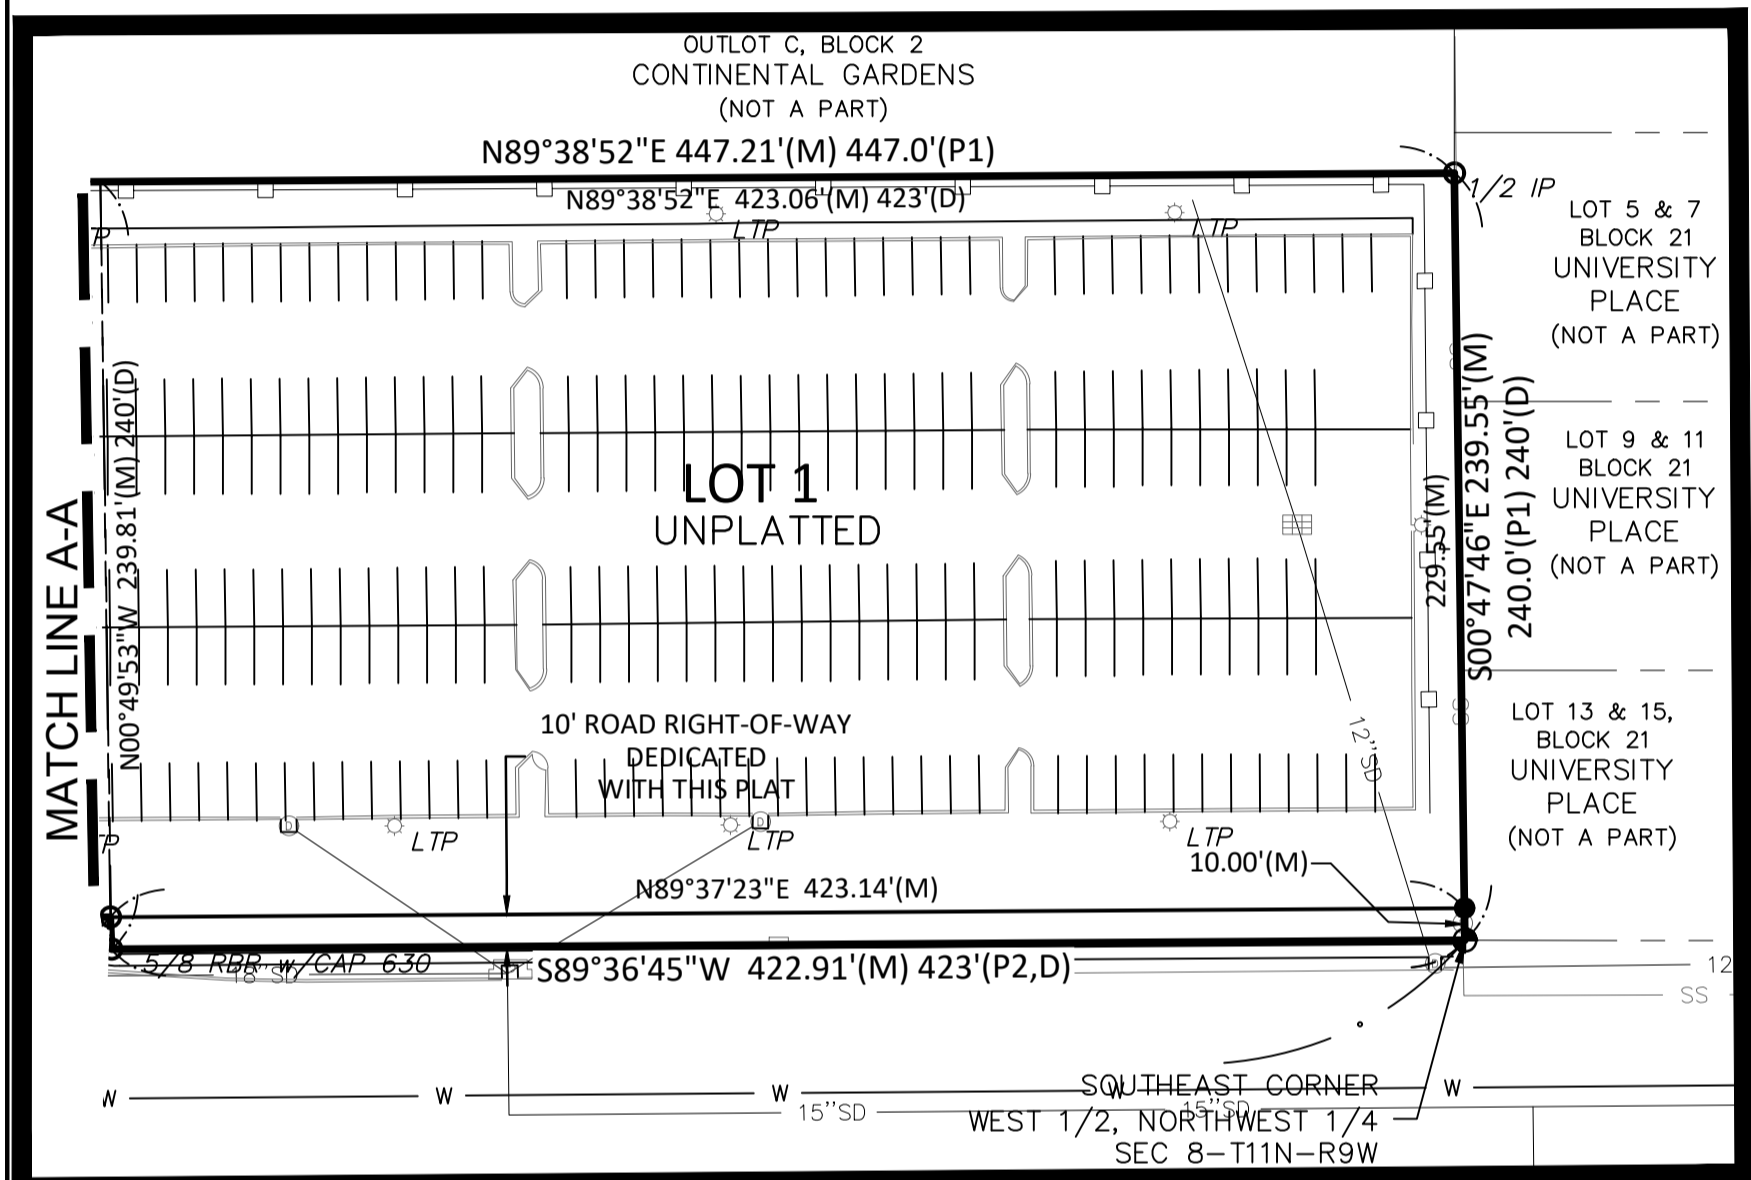 OUTLOT C, BLOCK 2
CONTINENTAL GARDENS
(NOT A PART)
N89°38'52"E 447.21'(M) 447.0'(P1)
N89°38'52"E 423.06'(M) 423'(D)
1/2 IP
LTP
LTP
P
LOT 5 & 7
BLOCK 21
UNIVERSITY
PLACE
(NOT A PART)
MATCH LINE A-A
N00°49'53"W 239.81'(M) 240'(D)
LOT 1
UNPLATTED
229.55'(M)
S00°47'46"E 239.55'(M)
240.0'(P1) 240'(D)
SS
LOT 9 & 11
BLOCK 21
UNIVERSITY
PLACE
(NOT A PART)
SS
12"SD
10' ROAD RIGHT-OF-WAY
DEDICATED
WITH THIS PLAT
LOT 13 & 15,
BLOCK 21
UNIVERSITY
PLACE
(NOT A PART)
D
D
TP
LTP
LTP
LTP
10.00'(M)
N89°37'23"E 423.14'(M)
5/8 RBR w/CAP 630
18"SD
S89°36'45"W 422.91'(M) 423'(P2,D)
12
SS
W W W W W
15"SD 15"SD
SOUTHEAST CORNER
WEST 1/2, NORTHWEST 1/4
SEC 8-T11N-R9W